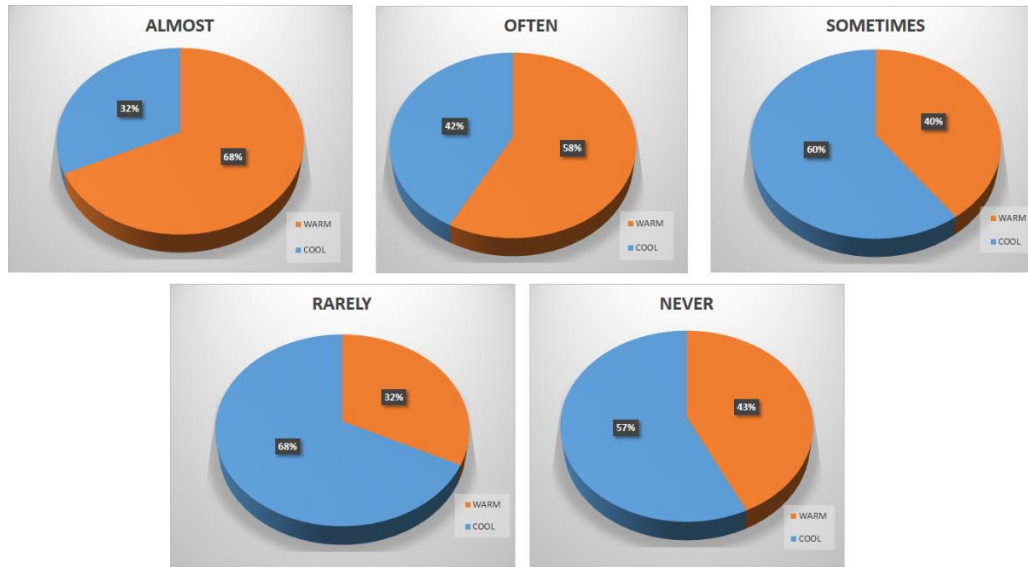 ALMOST
32%
68%
WARM
COOL
OFTEN
42%
58%
WARM
COOL
SOMETIMES
40%
60%
WARM
COOL
RARELY
32%
68%
WARM
COOL
NEVER
43%
57%
WARM
COOL